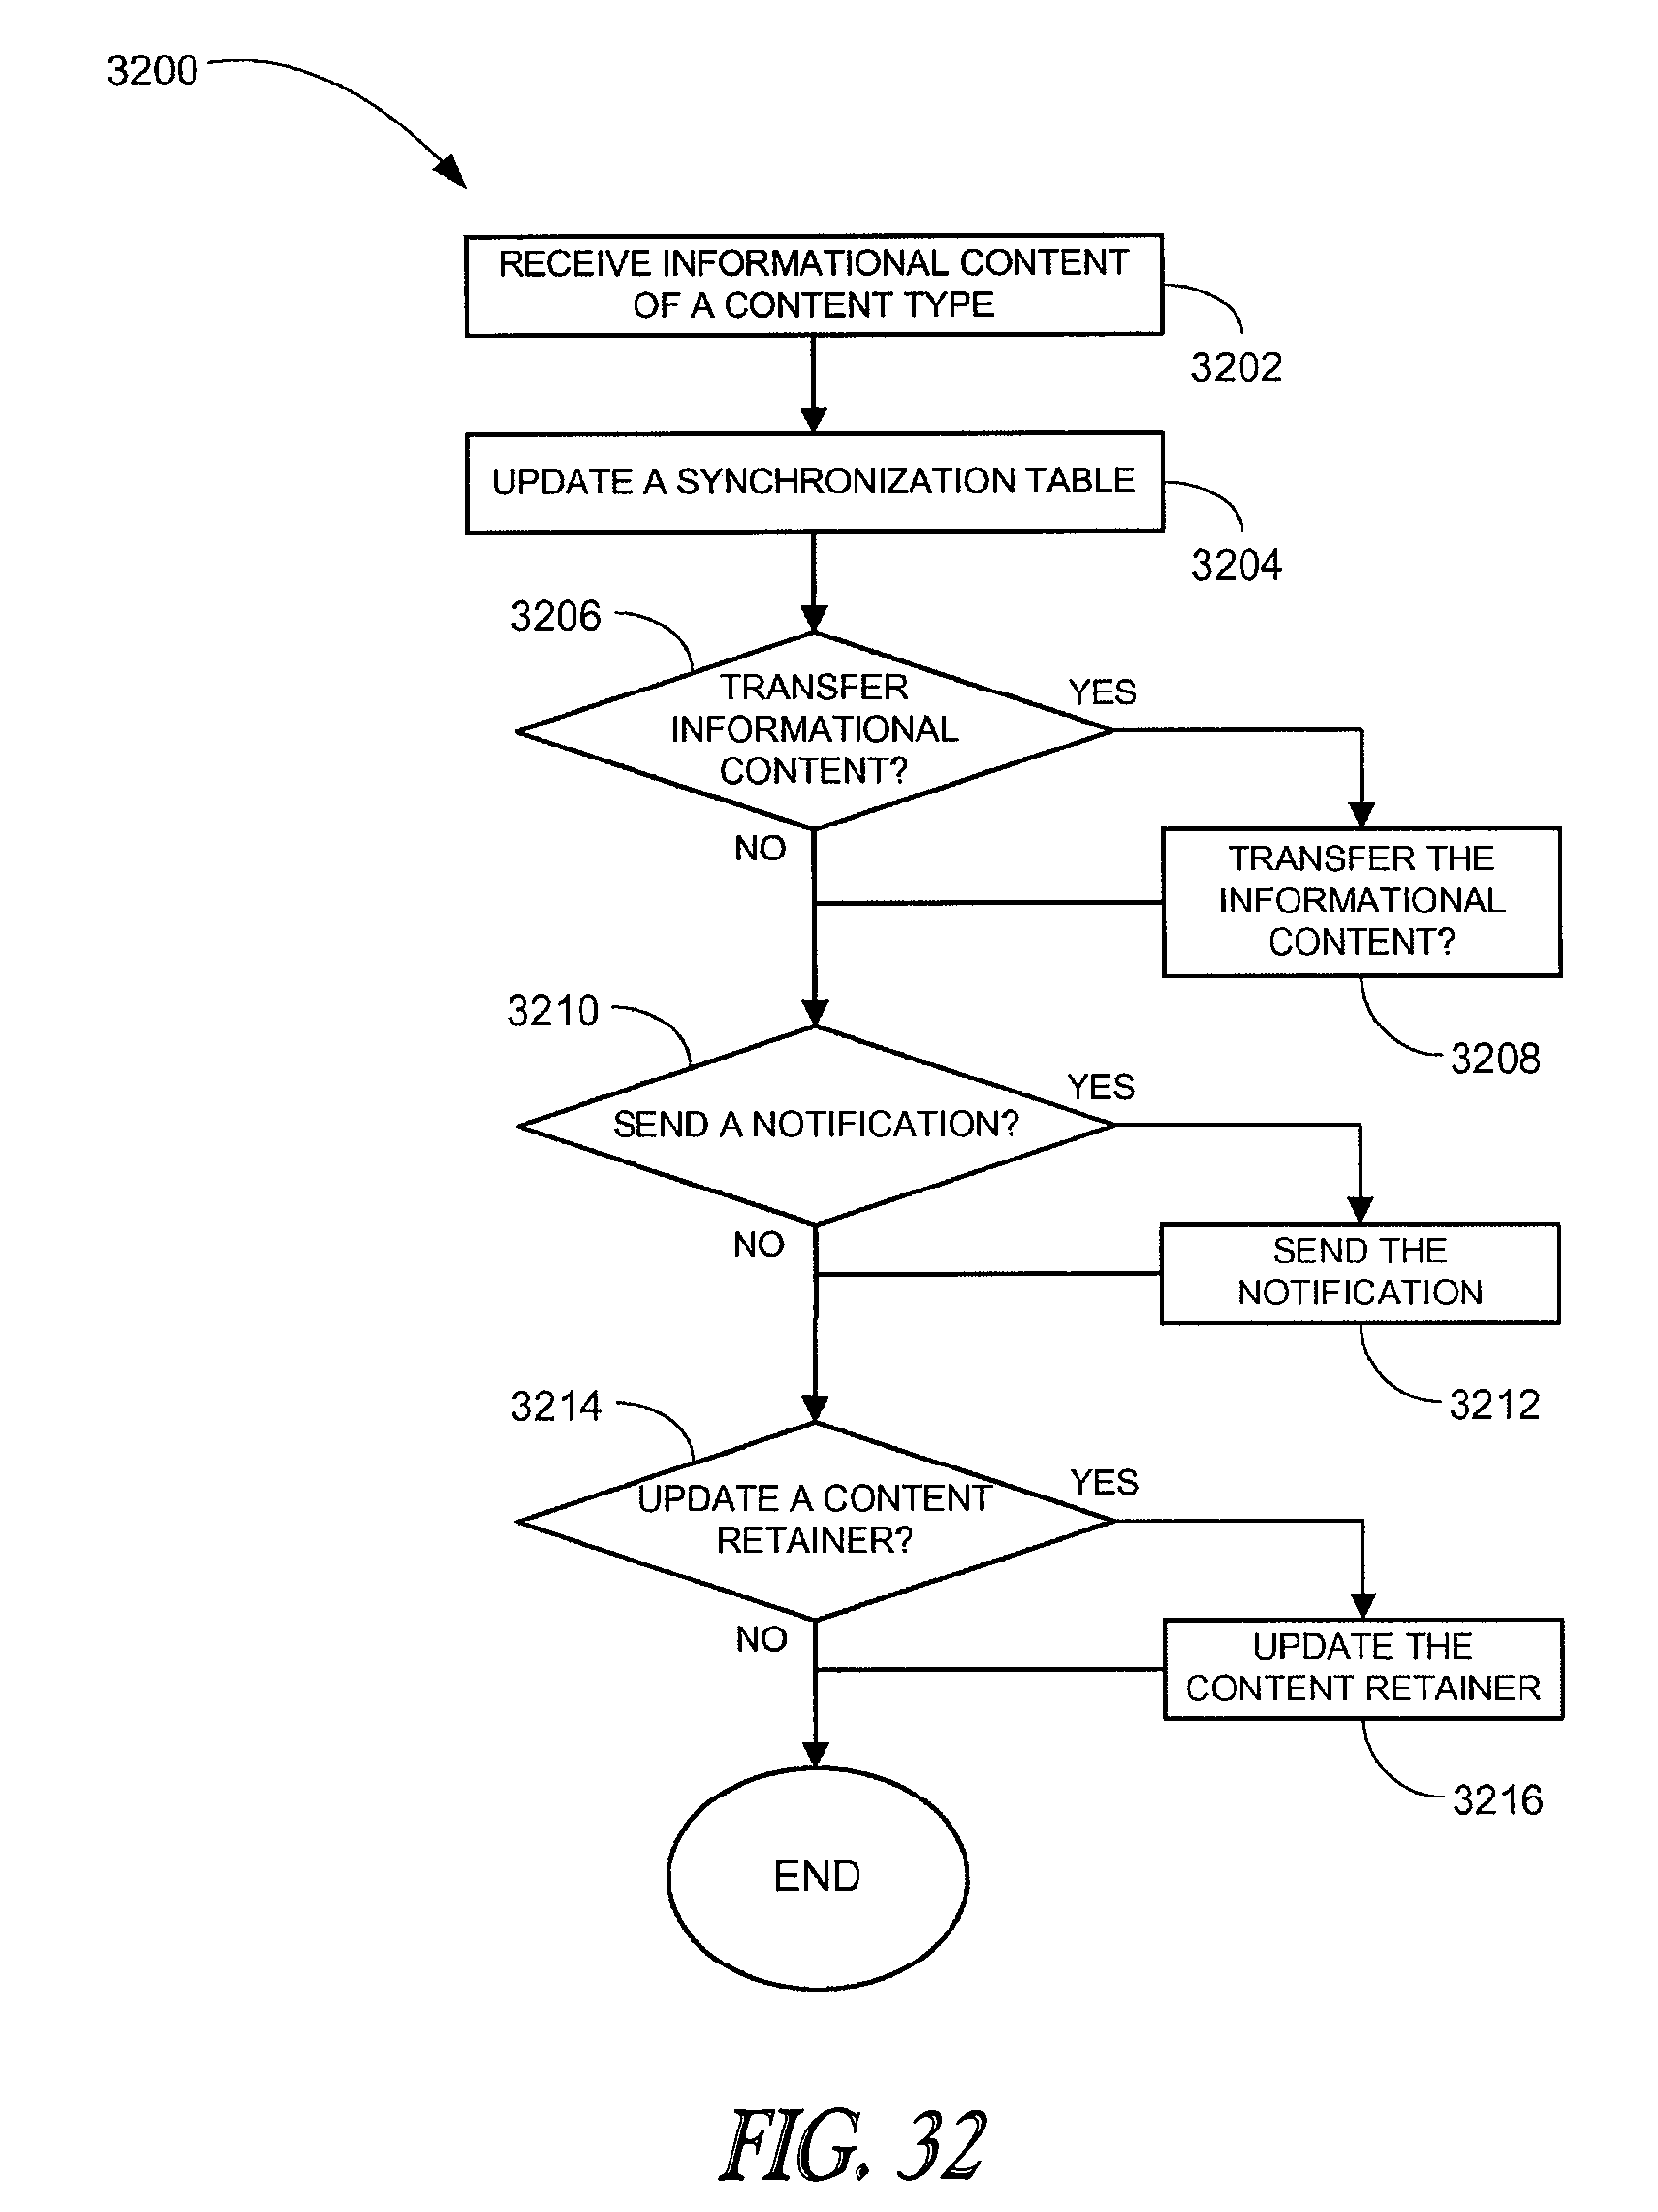 3200
RECEIVE INFORMATIONAL CONTENT
OF A CONTENT TYPE
3202
UPDATE A SYNCHRONIZATION TABLE
3204
3206
TRANSFER
INFORMATIONAL
CONTENT?
YES
NO
TRANSFER THE
INFORMATIONAL
CONTENT?
3208
3210
SEND A NOTIFICATION?
YES
NO
SEND THE
NOTIFICATION
3212
3214
UPDATE A CONTENT
RETAINER?
YES
NO
UPDATE THE
CONTENT RETAINER
3216
END
FIG. 32